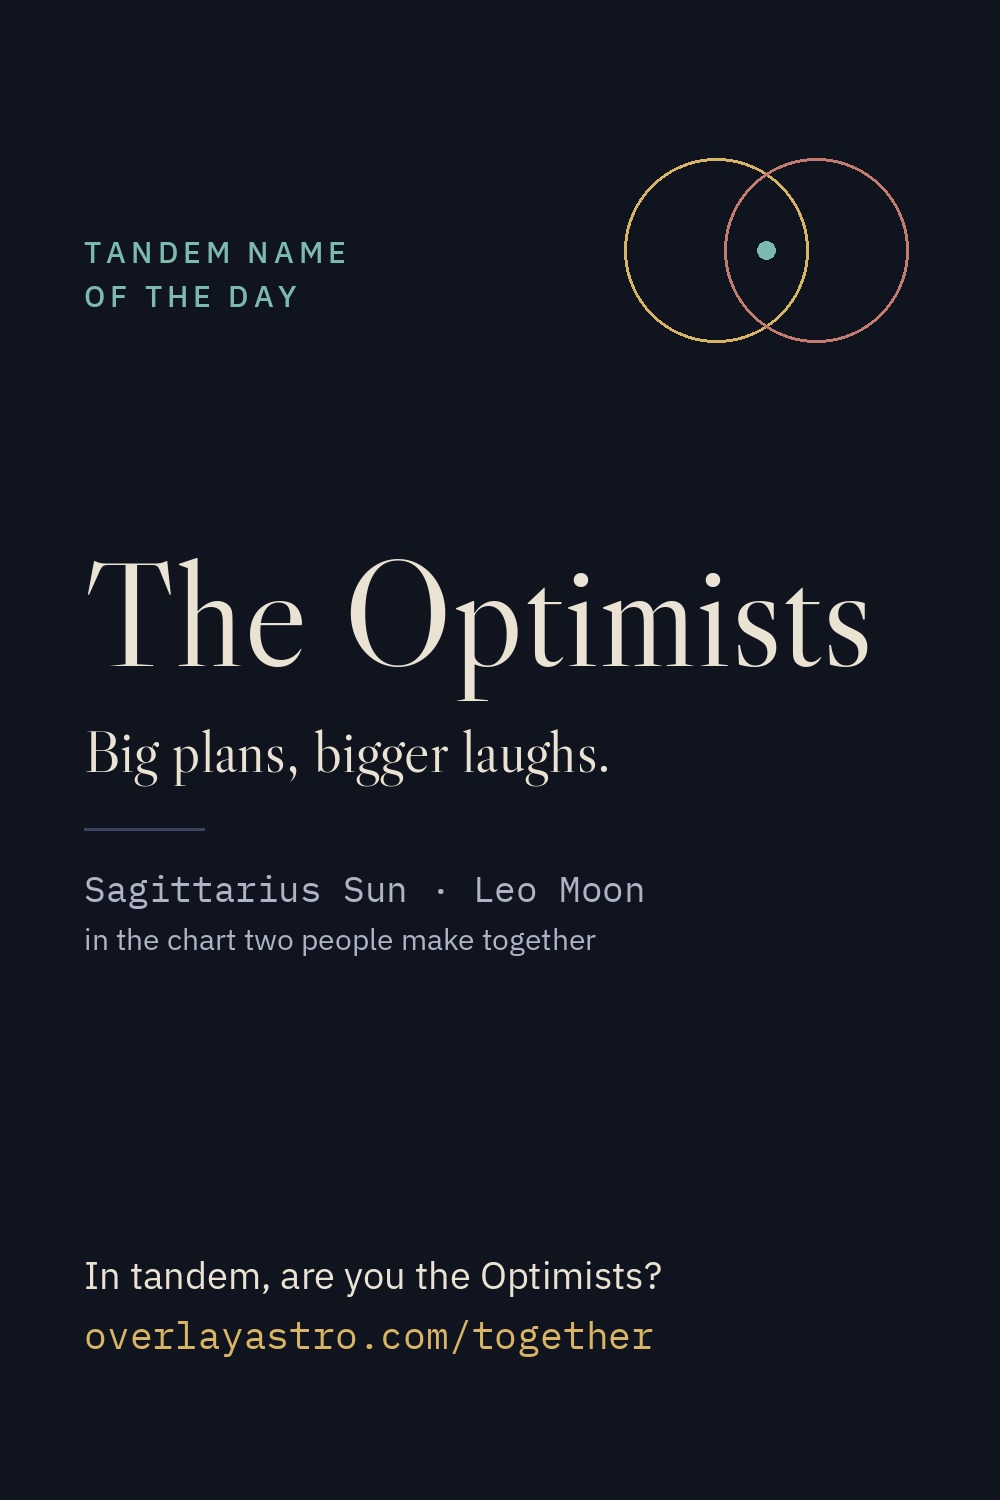 TANDEM NAME
OF THE DAY
The Optimists
Big plans, bigger laughs.
Sagittarius Sun · Leo Moon
in the chart two people make together
In tandem, are you the Optimists?
overlayastro.com/together